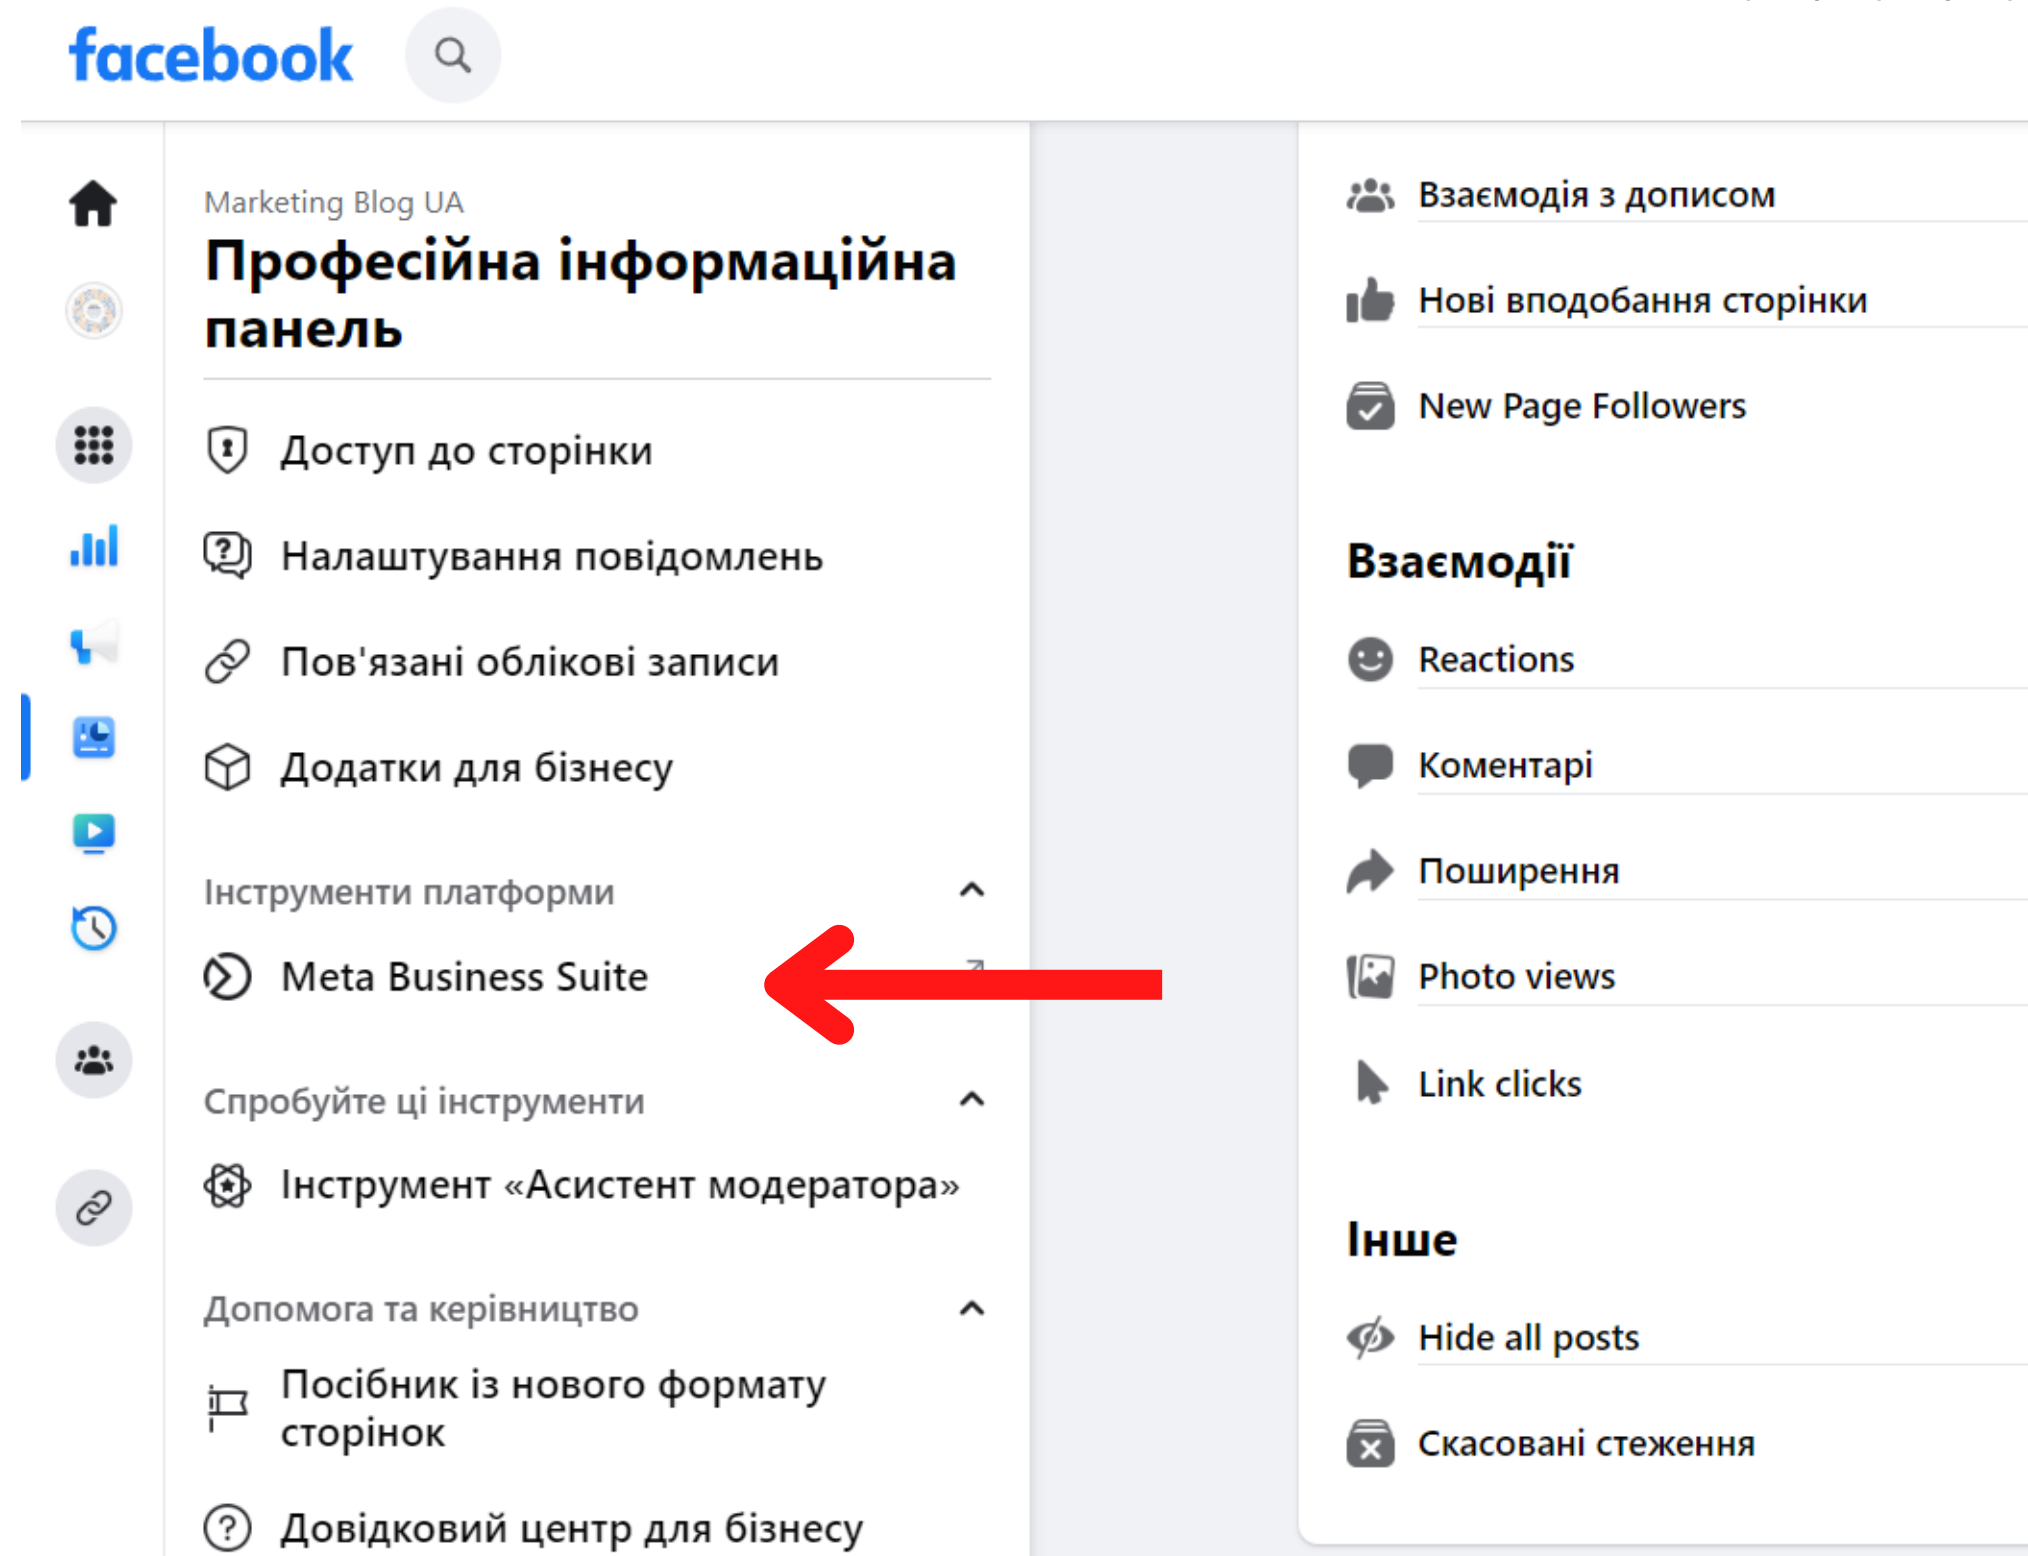 facebook
Marketing Blog UA
Професійна інформаційна
панель
Доступ до сторінки
Налаштування повідомлень
Пов'язані облікові записи
Додатки для бізнесу
Інструменти платформи
Meta Business Suite
Спробуйте ці інструменти
Інструмент «Асистент модератора»
Допомога та керівництво
Посібник із нового формату
сторінок
Довідковий центр для бізнесу
Взаємодія з дописом
Нові вподобання сторінки
New Page Followers
Взаємодії
Reactions
Коментарі
Поширення
Photo views
Link clicks
Інше
Hide all posts
Скасовані стеження